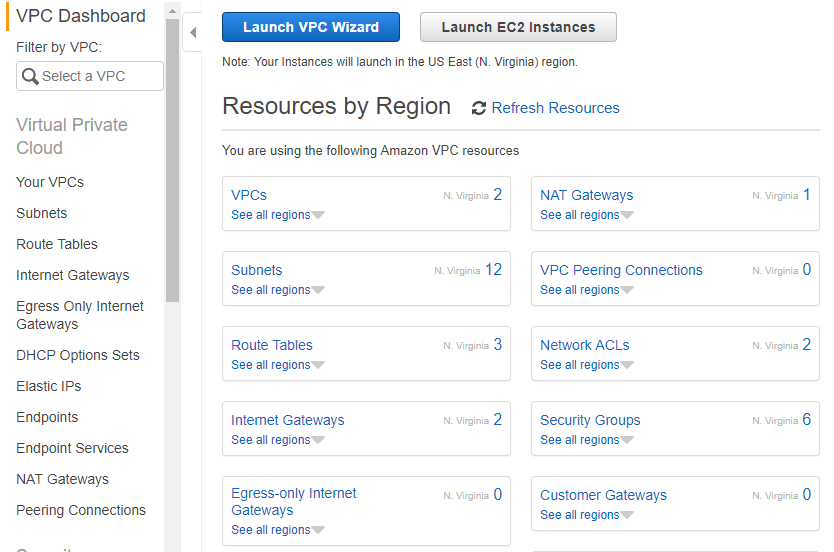 VPC Dashboard
Filter by VPC:
Select a VPC
Virtual Private
Cloud
Your VPCs
Subnets
Route Tables
Internet Gateways
Egress Only Internet
Gateways
DHCP Options Sets
Elastic IPs
Endpoints
Endpoint Services
NAT Gateways
Peering Connections
Launch VPC Wizard
Launch EC2 Instances
Note: Your Instances will launch in the US East (N. Virginia) region.
Resources by Region
Refresh Resources
You are using the following Amazon VPC resources
VPCs N. Virginia 2
See all regions
NAT Gateways N. Virginia 1
See all regions
Subnets N. Virginia 12
See all regions
VPC Peering Connections N. Virginia 0
See all regions
Route Tables N. Virginia 3
See all regions
Network ACLs N. Virginia 2
See all regions
Internet Gateways N. Virginia 2
See all regions
Security Groups N. Virginia 6
See all regions
Egress-only Internet N. Virginia 0
Gateways
See all regions
Customer Gateways N. Virginia 0
See all regions